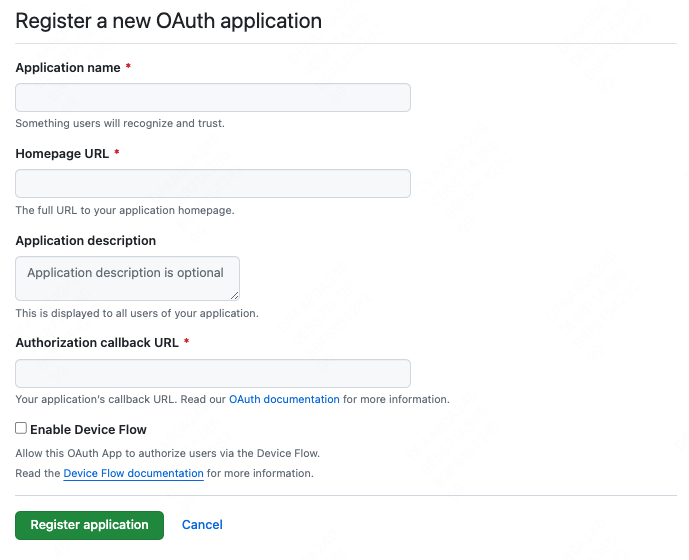 Register a new OAuth application
Application name *
Something users will recognize and trust.
Homepage URL *
The full URL to your application homepage.
Application description
Application description is optional
This is displayed to all users of your application.
Authorization callback URL *
Your application's callback URL. Read our OAuth documentation for more information.
Enable Device Flow
Allow this OAuth App to authorize users via the Device Flow.
Read the Device Flow documentation for more information.
Register application Cancel